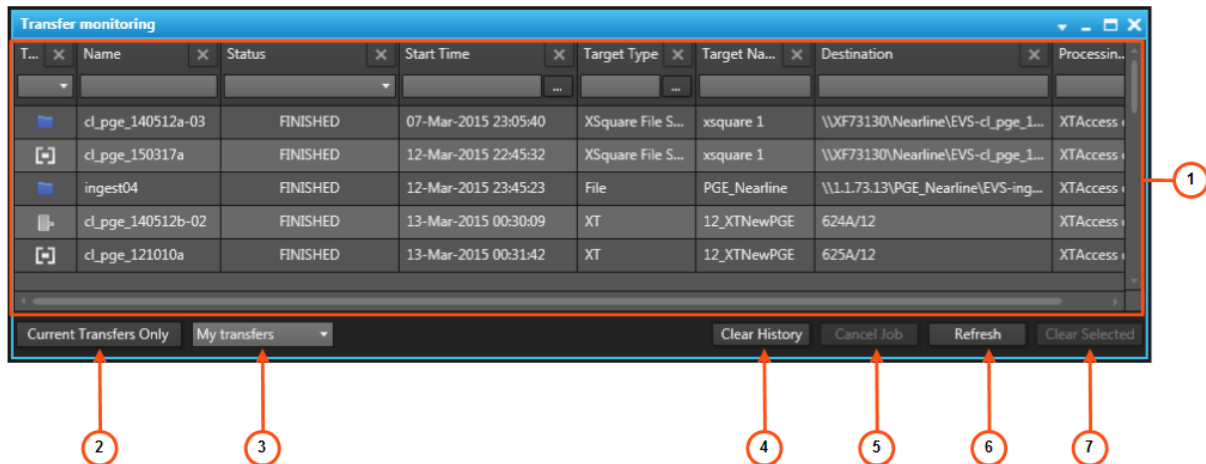 Transfer monitoring
T... Name Status Start Time Target Type Target Na... Destination Processin...
... ...
cl_pge_140512a-03 FINISHED 07-Mar-2015 23:05:40 XSquare File S... xsquare 1 \\XF73130\Nearline\EVS-cl_pge_1... XTAccess
cl_pge_150317a FINISHED 12-Mar-2015 22:45:32 XSquare File S... xsquare 1 \\XF73130\Nearline\EVS-cl_pge_1... XTAccess
ingest04 FINISHED 12-Mar-2015 23:45:23 File PGE_Nearline \\1.1.73.13\PGE_Nearline\EVS-ing... XTAccess
cl_pge_140512b-02 FINISHED 13-Mar-2015 00:30:09 XT 12_XTNewPGE 624A/12 XTAccess
cl_pge_121010a FINISHED 13-Mar-2015 00:31:42 XT 12_XTNewPGE 625A/12 XTAccess
1
Current Transfers Only My transfers Clear History Cancel Job Refresh Clear Selected
2 3 4 5 6 7